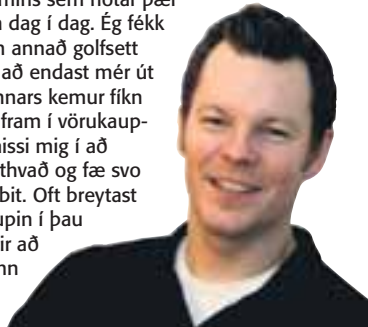 mins sem notar þær
dag í dag. Ég fékk
annað golfsett
að endast mér út
nnars kemur fíkn
fram í vörukaup-
missi mig í að
thvað og fæ svo
bit. Oft breytast
upin í þau
ir að
nn